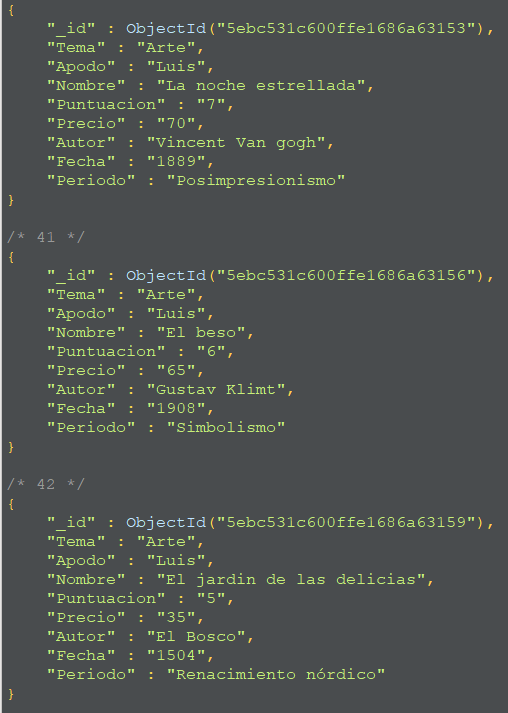 {
    "_id" : ObjectId("5ebc531c600ffe1686a63153"),
    "Tema" : "Arte",
    "Apodo" : "Luis",
    "Nombre" : "La noche estrellada",
    "Puntuacion" : "7",
    "Precio" : "70",
    "Autor" : "Vincent Van gogh",
    "Fecha" : "1889",
    "Periodo" : "Posimpresionismo"
}
/* 41 */
{
    "_id" : ObjectId("5ebc531c600ffe1686a63156"),
    "Tema" : "Arte",
    "Apodo" : "Luis",
    "Nombre" : "El beso",
    "Puntuacion" : "6",
    "Precio" : "65",
    "Autor" : "Gustav Klimt",
    "Fecha" : "1908",
    "Periodo" : "Simbolismo"
}
/* 42 */
{
    "_id" : ObjectId("5ebc531c600ffe1686a63159"),
    "Tema" : "Arte",
    "Apodo" : "Luis",
    "Nombre" : "El jardin de las delicias",
    "Puntuacion" : "5",
    "Precio" : "35",
    "Autor" : "El Bosco",
    "Fecha" : "1504",
    "Periodo" : "Renacimiento nórdico"
}